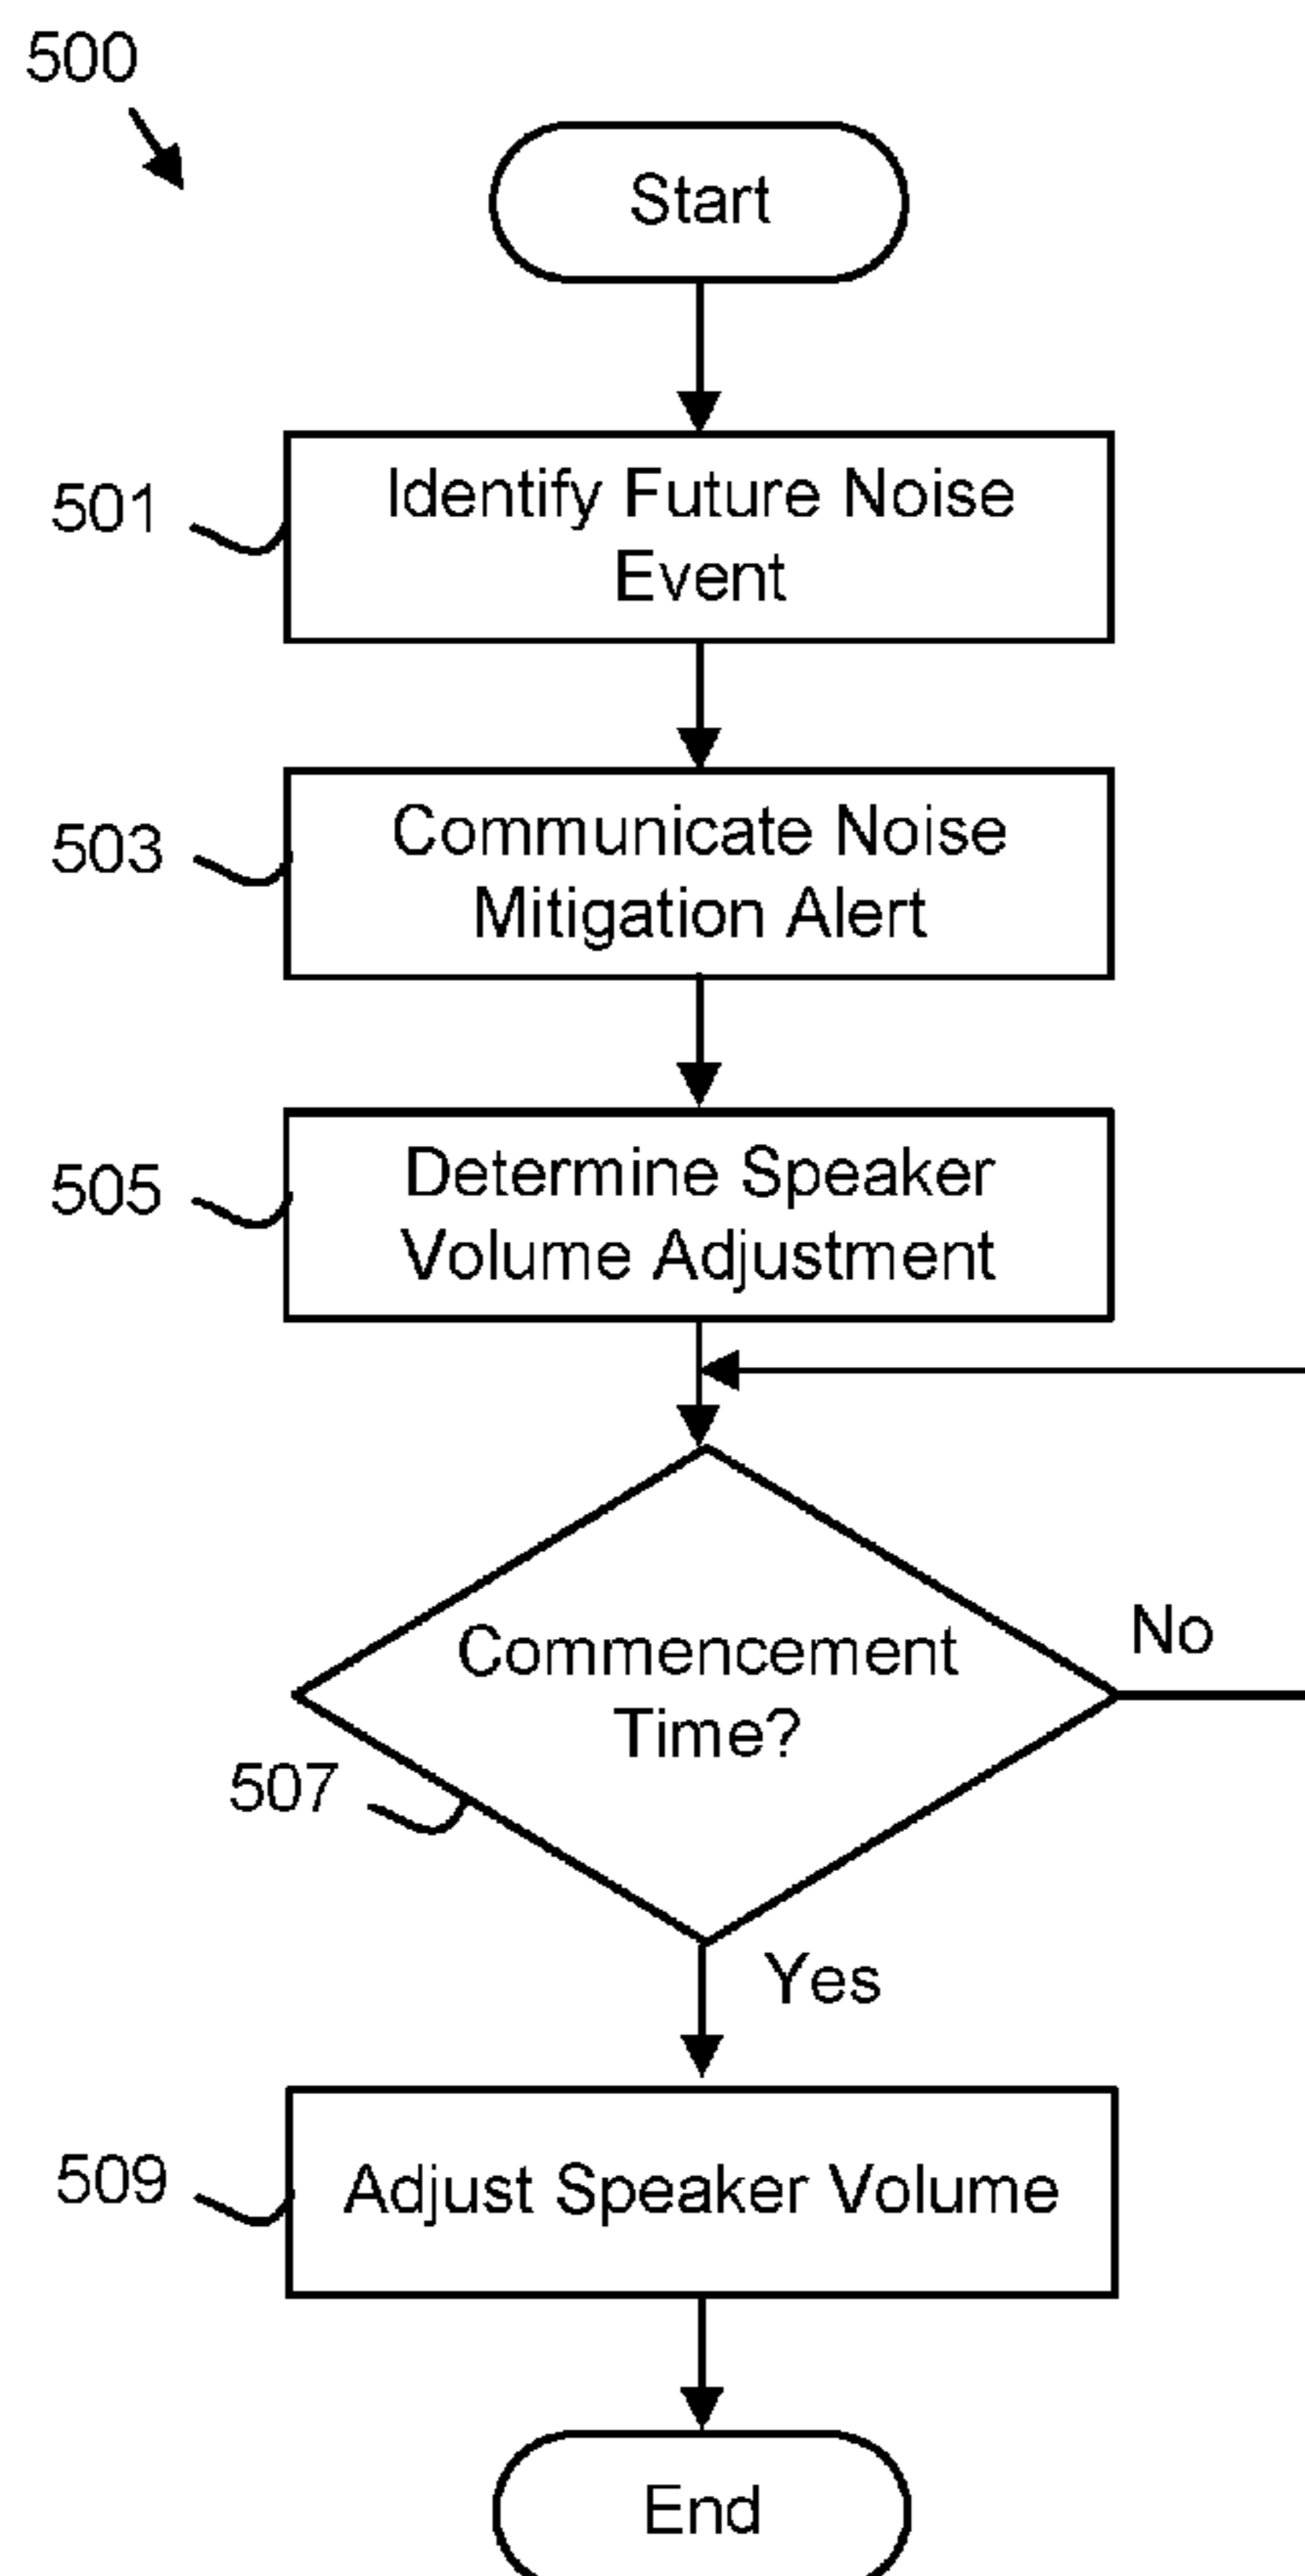 500
Start
501
Identify Future Noise
Event
503
Communicate Noise
Mitigation Alert
505
Determine Speaker
Volume Adjustment
Commencement
Time?
No
507
Yes
509
Adjust Speaker Volume
End